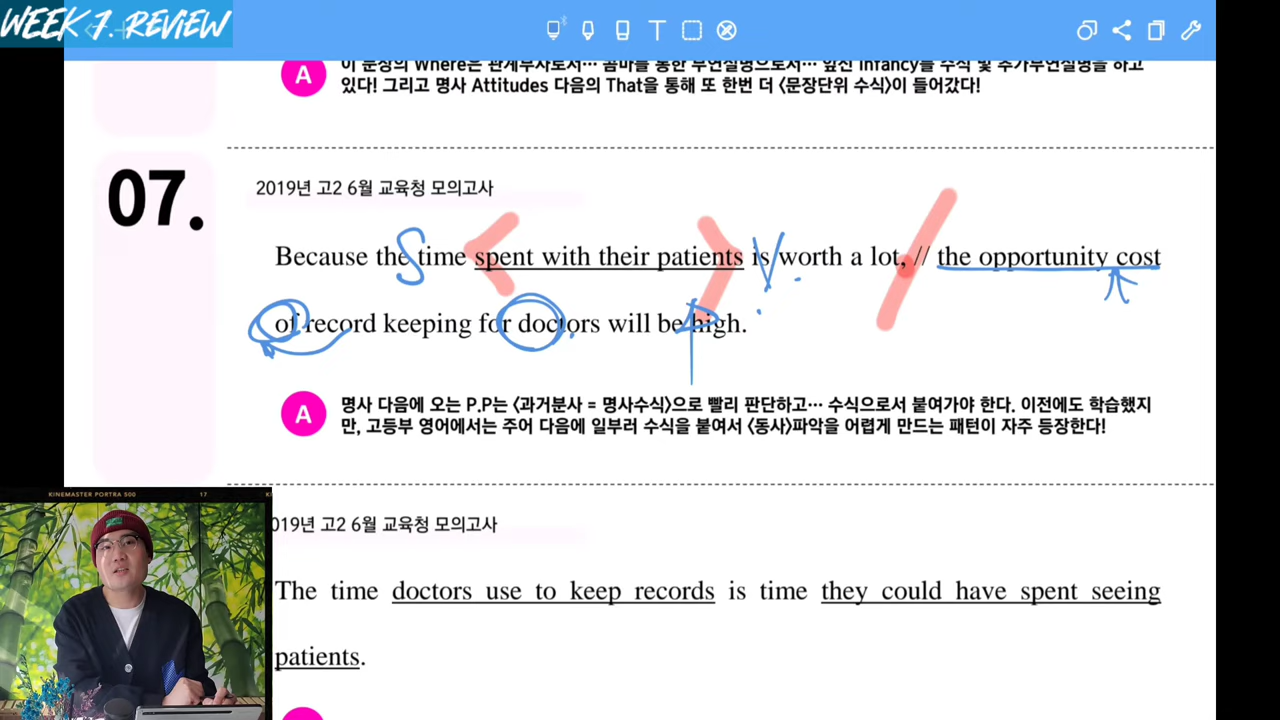 WEEK 7. REVIEW
이 문장의 Where은 관계부사로서… 콤마를 통한 부연설명으로서… 앞선 Infancy를 수식 및 추가부연설명을 하고
A
있다! 그리고 명사 Attitudes 다음의 That을 통해 또 한번 더 〈문장단위 수식〉이 들어갔다!
07.
2019년 고2 6월 교육청 모의고사
S
V
Because the time spent with their patients is worth a lot, // the opportunity cost
of record keeping for doctors will be high.
A
명사 다음에 오는 P.P는 〈과거분사 = 명사수식〉으로 빨리 판단하고… 수식으로서 붙여가야 한다. 이전에도 학습했지
만, 고등부 영어에서는 주어 다음에 일부러 수식을 붙여서 〈동사〉파악을 어렵게 만드는 패턴이 자주 등장한다!
KINEMASTER PORTRA 500 17 K
019년 고2 6월 교육청 모의고사
The time doctors use to keep records is time they could have spent seeing
patients.